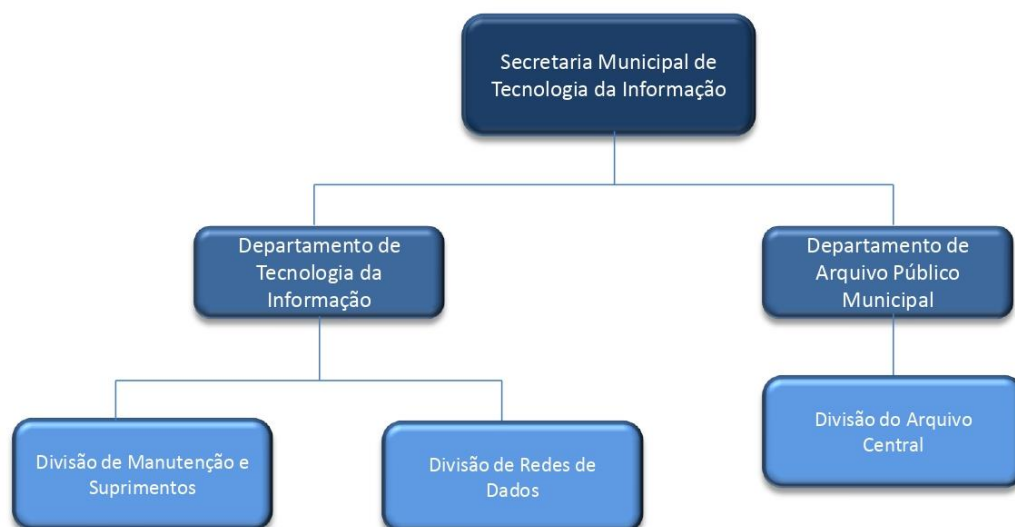 Secretaria Municipal de
Tecnologia da Informação
Departamento de
Tecnologia da
Informação
Departamento de
Arquivo Público
Municipal
Divisão de Manutenção e
Suprimentos
Divisão de Redes de
Dados
Divisão do Arquivo
Central